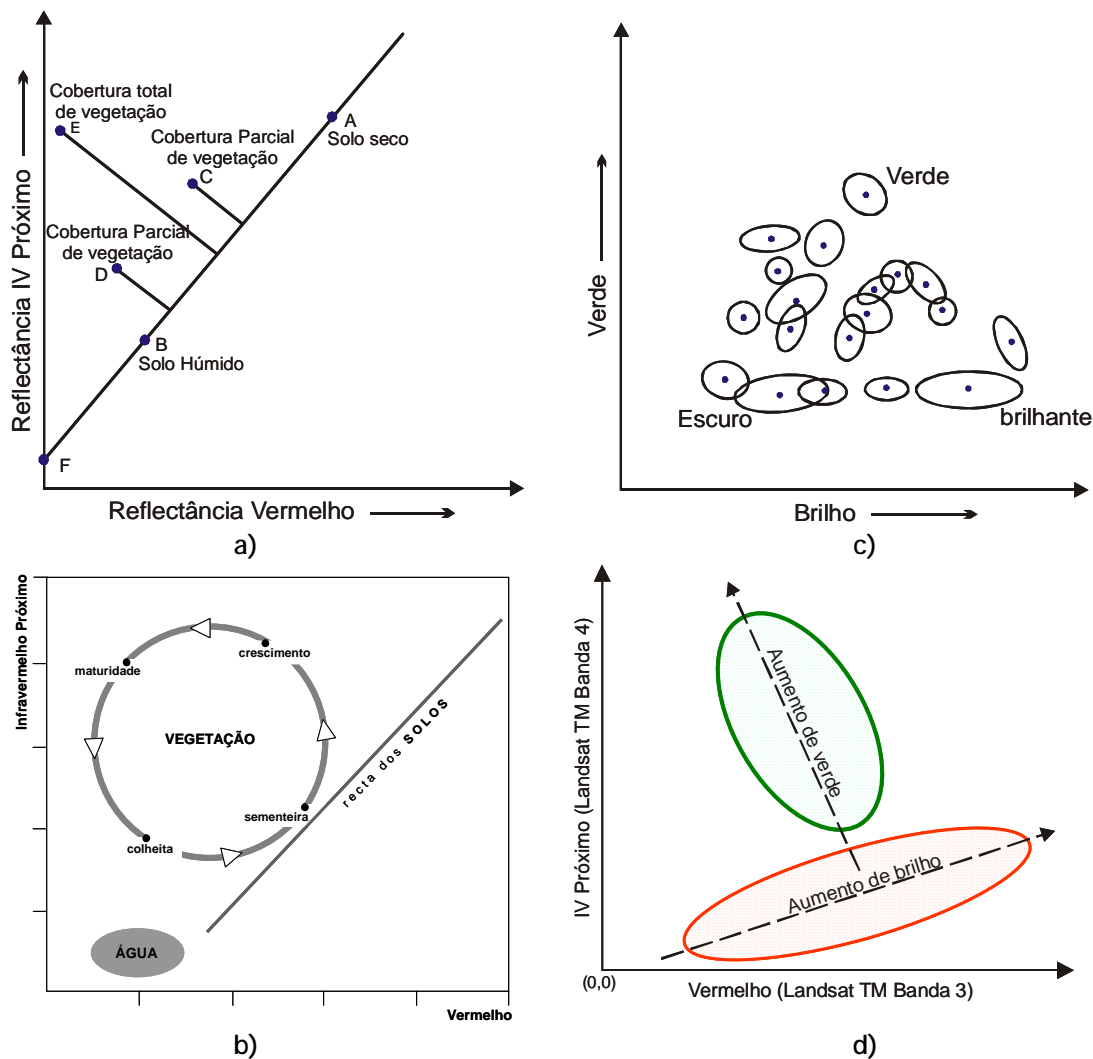 Reflectância IV Próximo
Cobertura total
de vegetação
E
Cobertura Parcial
de vegetação
C
A
Solo seco
Cobertura Parcial
de vegetação
D
B
Solo Húmido
F
Reflectância Vermelho
a)
Verde
Verde
Escuro
brilhante
Brilho
c)
Infravermelho Próximo
crescimento
maturidade
VEGETAÇÃO
recta dos SOLOS
sementeira
colheita
ÁGUA
Vermelho
b)
IV Próximo (Landsat TM Banda 4)
Aumento de verde
Aumento de brilho
(0,0)
Vermelho (Landsat TM Banda 3)
d)